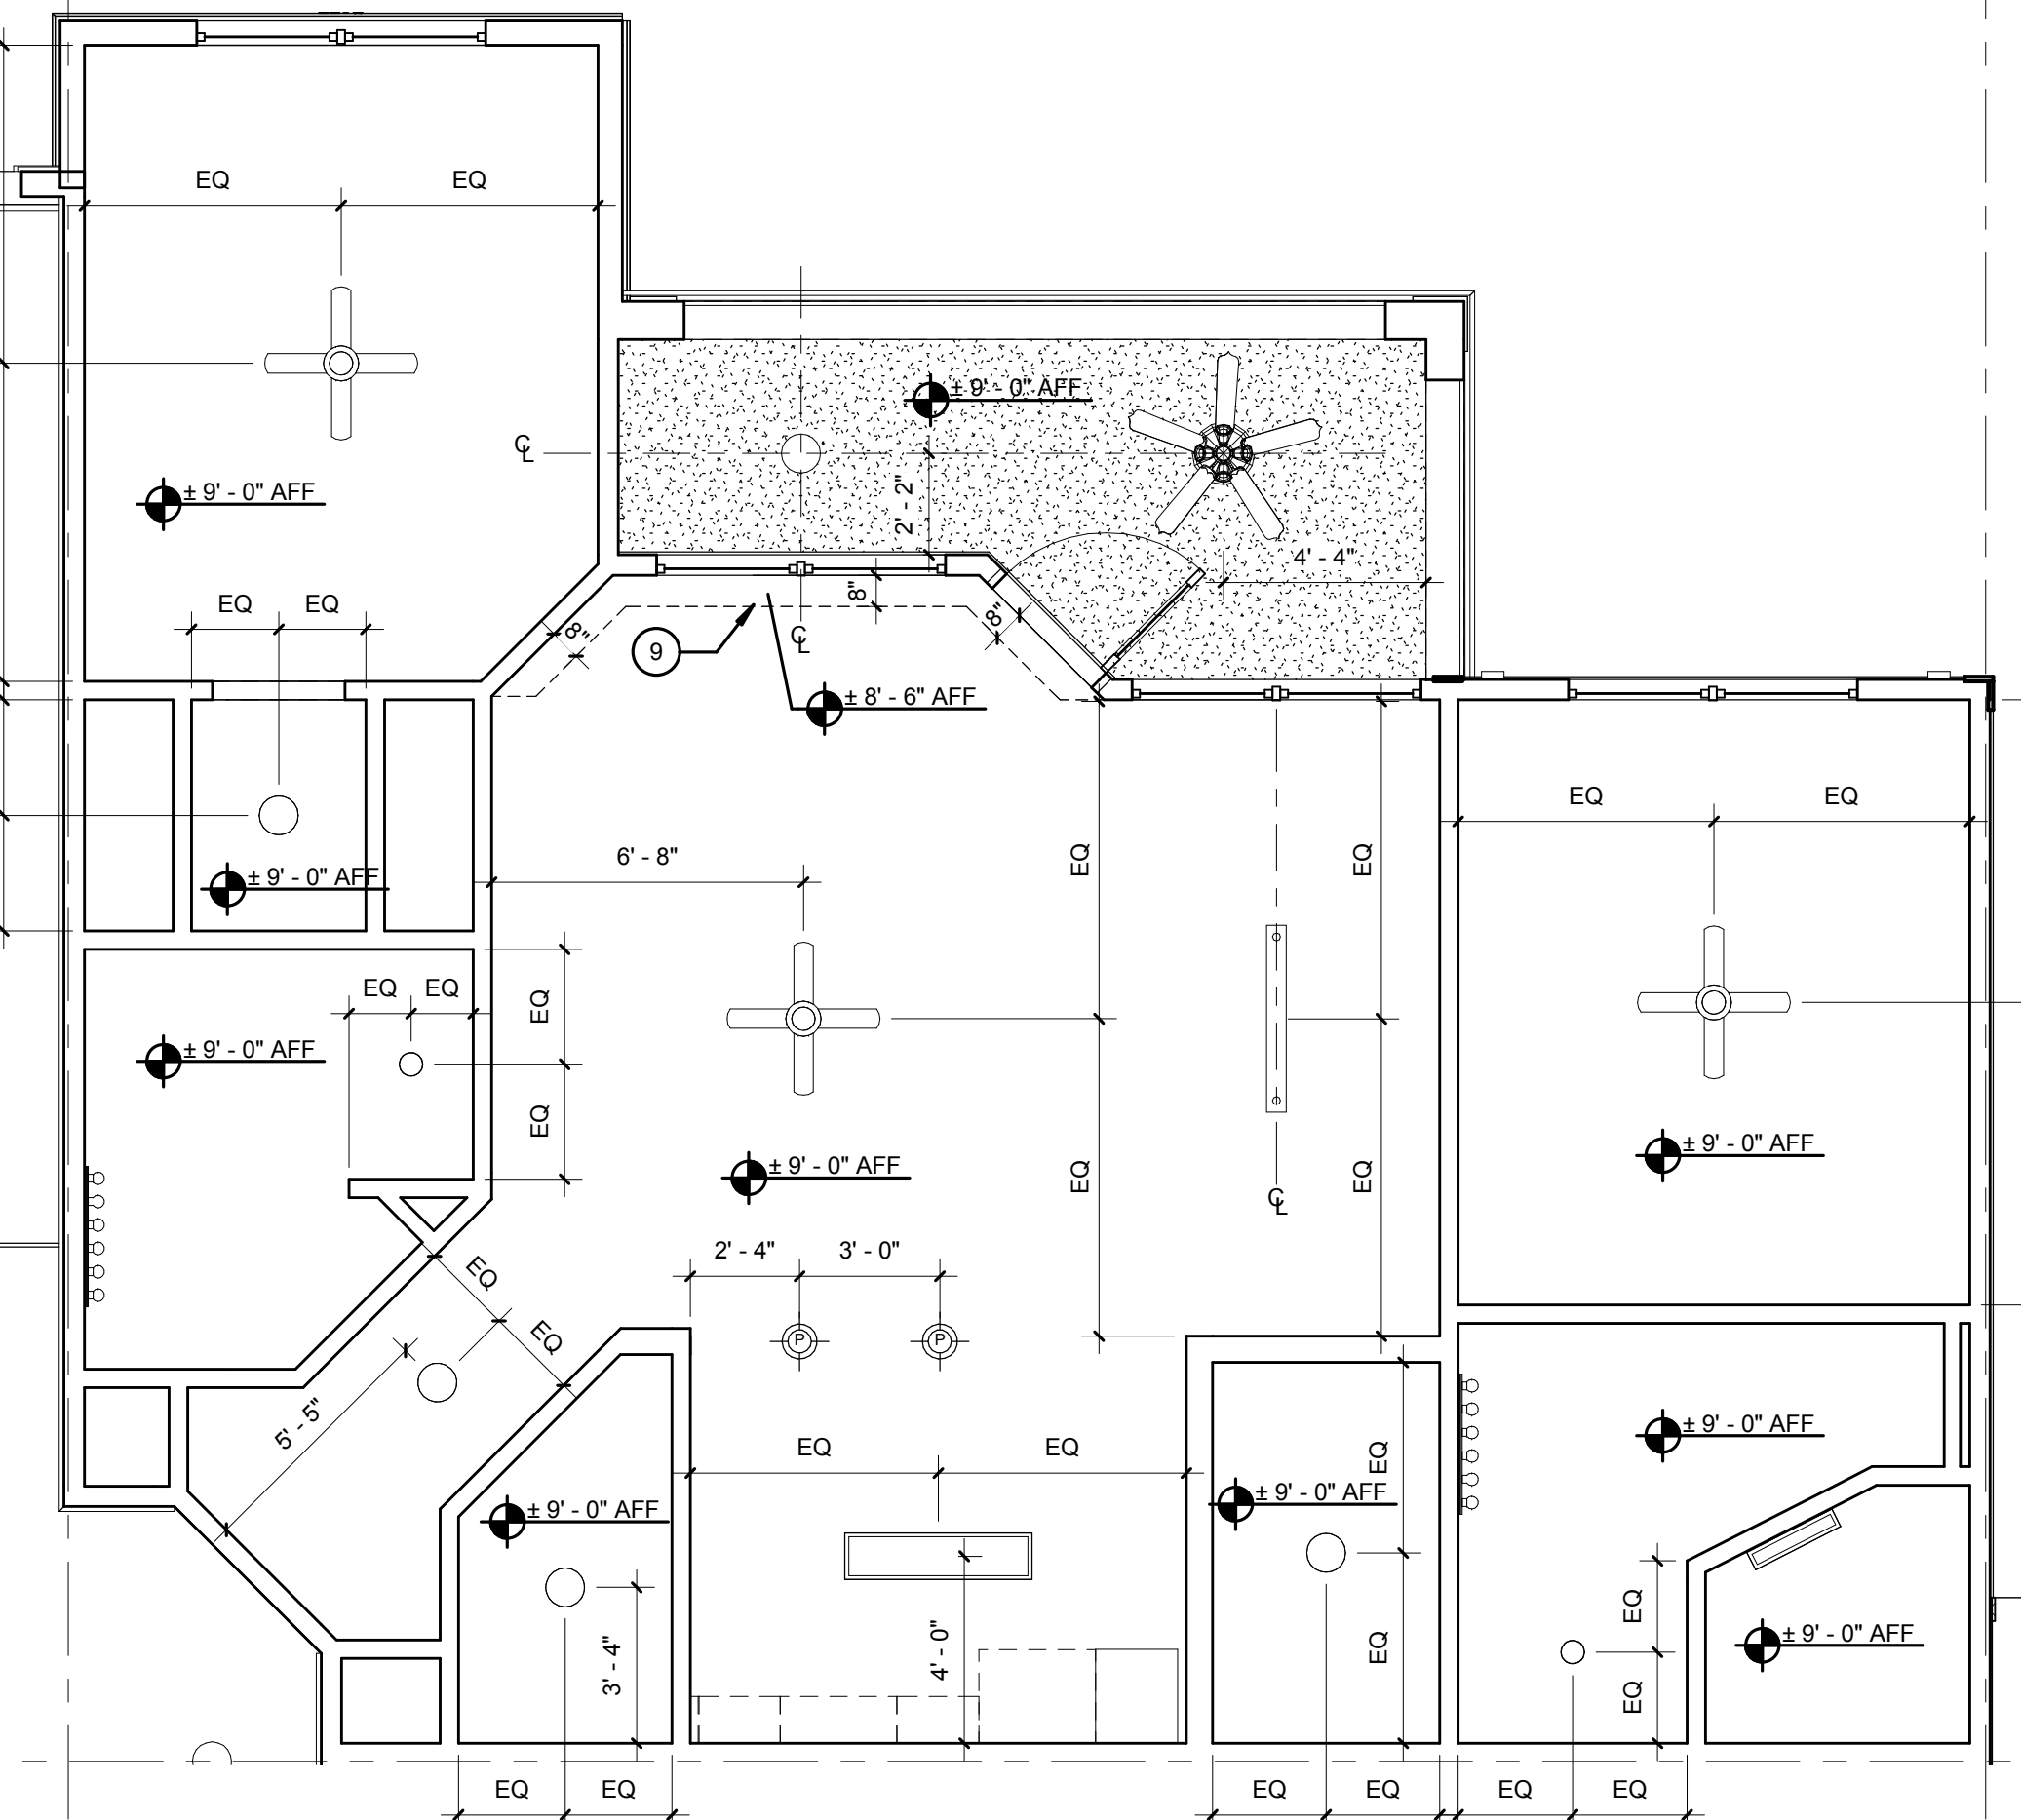 EQ EQ
± 9' - 0" AFF
CL
2' - 2"
± 9' - 0" AFF
4' - 4"
EQ EQ
8"
9
8"
8"
CL
± 8' - 6" AFF
EQ EQ
6' - 8"
EQ
EQ
± 9' - 0" AFF
EQ EQ
EQ
± 9' - 0" AFF
EQ
± 9' - 0" AFF
EQ
EQ
± 9' - 0" AFF
CL
2' - 4" 3' - 0"
EQ
EQ
P P
5' - 5"
EQ EQ
EQ
± 9' - 0" AFF
± 9' - 0" AFF
± 9' - 0" AFF
EQ
3' - 4"
4' - 0"
EQ
± 9' - 0" AFF
EQ
EQ EQ
EQ EQ
EQ EQ